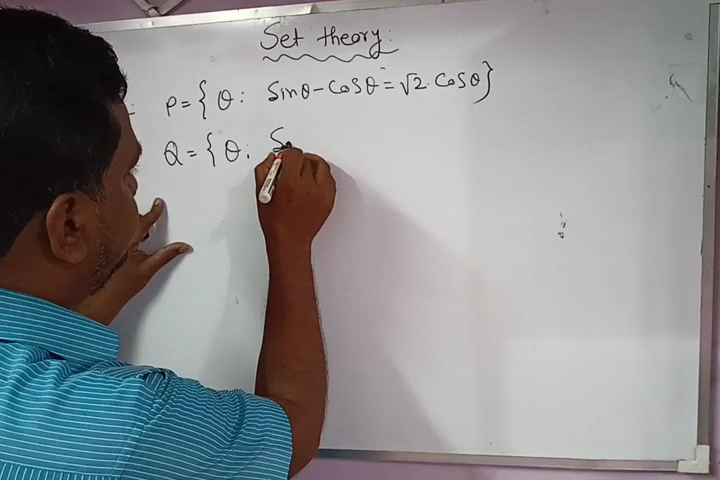 Set theory:
P = { θ: Sinθ - Cosθ = √2. Cosθ}
Q = { θ: S